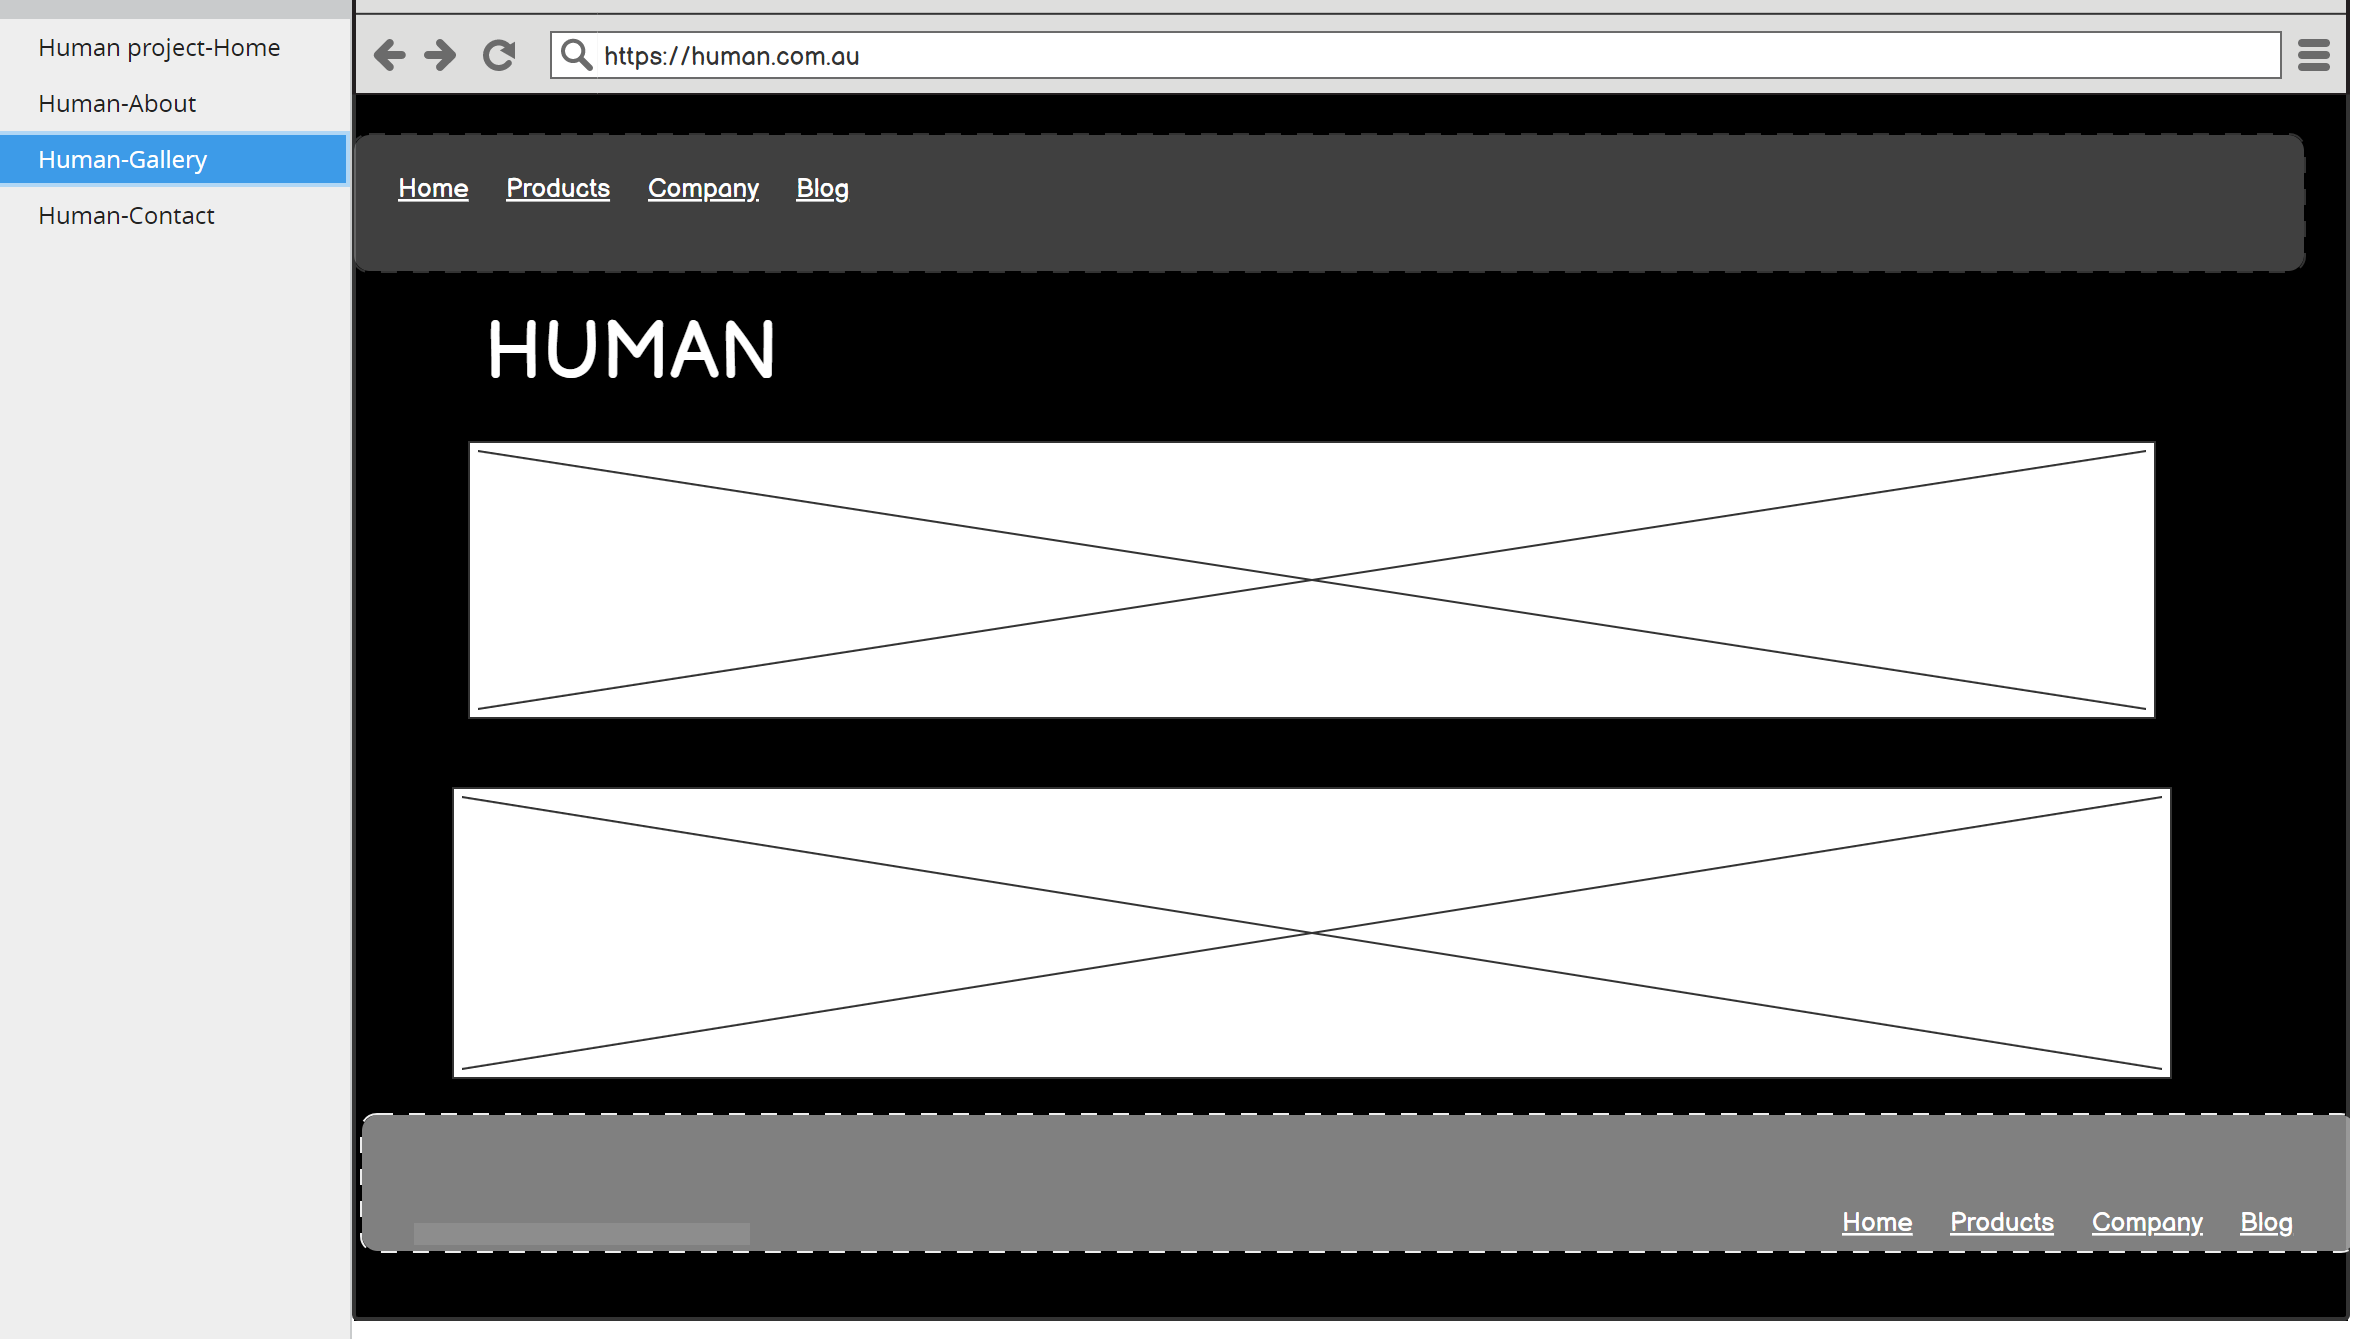 Human project-Home
Human-About
Human-Gallery
Human-Contact
https://human.com.au
Home Products Company Blog
HUMAN
Home Products Company Blog